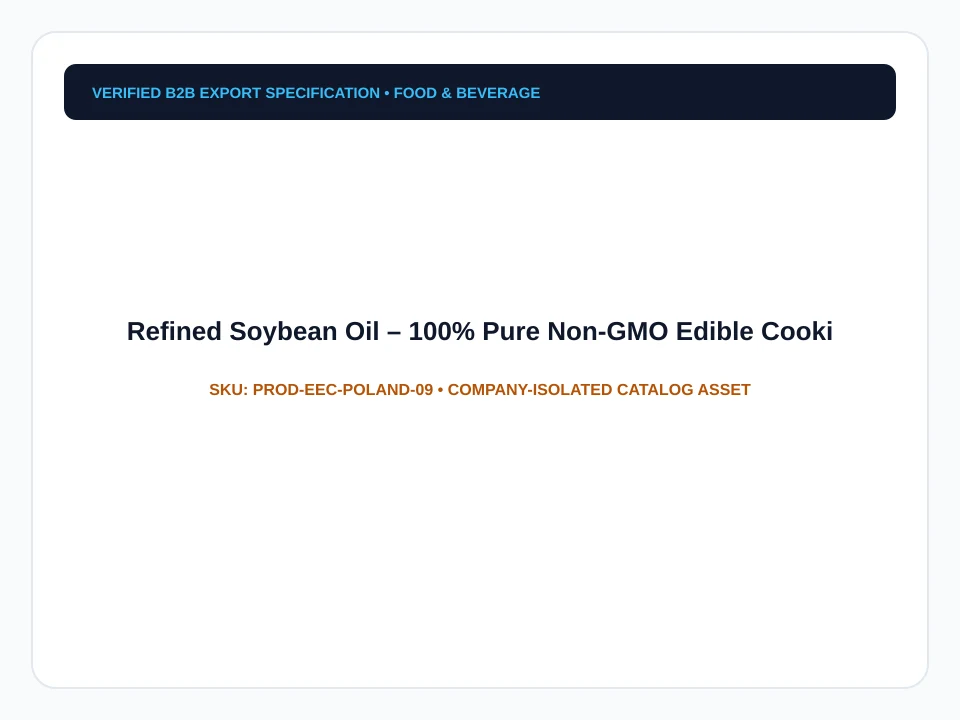 VERIFIED B2B EXPORT SPECIFICATION • FOOD & BEVERAGE
Refined Soybean Oil – 100% Pure Non-GMO Edible Cooki
SKU: PROD-EEC-POLAND-09 • COMPANY-ISOLATED CATALOG ASSET